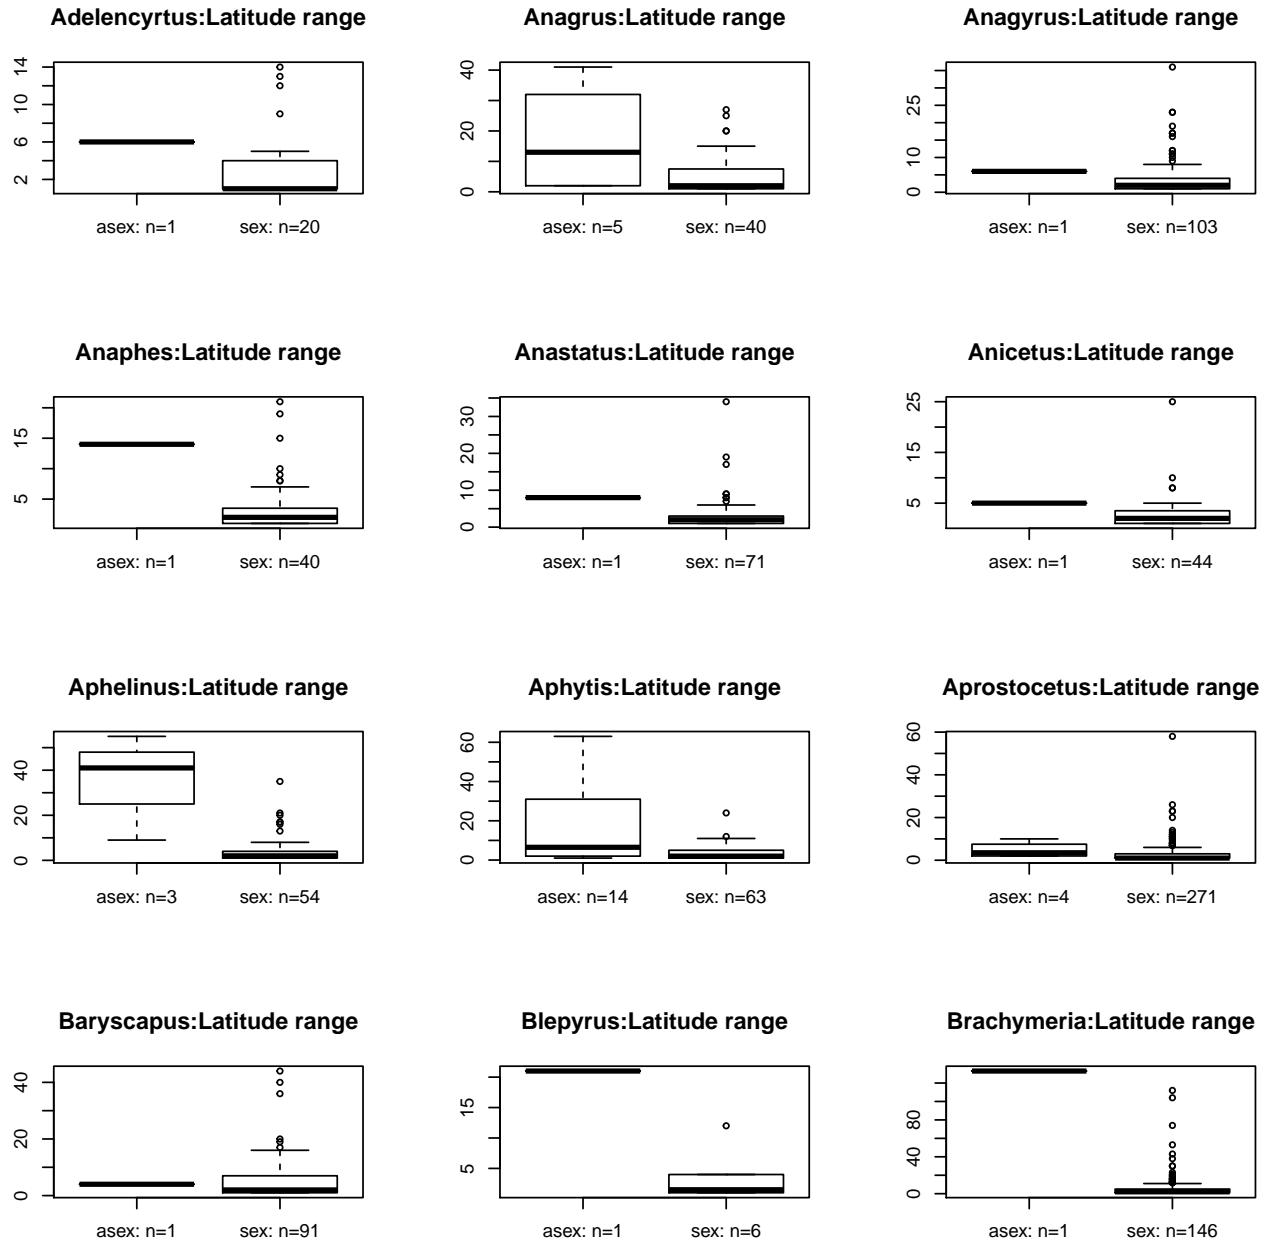 Adelencyrtus:Latitude range
14
10
6
2
asex: n=1 sex: n=20
Anagrus:Latitude range
40
20
0
asex: n=5 sex: n=40
Anagyrus:Latitude range
25
10
0
asex: n=1 sex: n=103
Anaphes:Latitude range
15
5
asex: n=1 sex: n=40
Anastatus:Latitude range
30
20
10
0
asex: n=1 sex: n=71
Anicetus:Latitude range
25
15
5
asex: n=1 sex: n=44
Aphelinus:Latitude range
40
20
0
asex: n=3 sex: n=54
Aphytis:Latitude range
60
40
20
0
asex: n=14 sex: n=63
Aprostocetus:Latitude range
60
40
20
0
asex: n=4 sex: n=271
Baryscapus:Latitude range
40
20
0
asex: n=1 sex: n=91
Blepyrus:Latitude range
15
5
asex: n=1 sex: n=6
Brachymeria:Latitude range
80
40
0
asex: n=1 sex: n=146